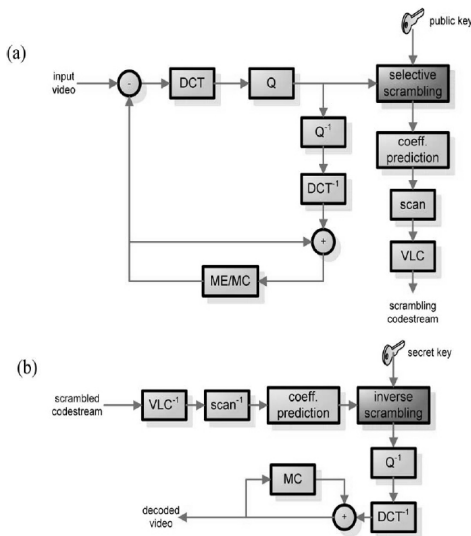 public key
(a)
input
video
-
DCT
Q
selective
scrambling
Q⁻¹
coeff.
prediction
DCT⁻¹
scan
+
VLC
ME/MC
scrambling
codestream
secret key
(b)
scrambled
codestream
VLC⁻¹
scan⁻¹
coeff.
prediction
inverse
scrambling
Q⁻¹
MC
decoded
video
+
DCT⁻¹